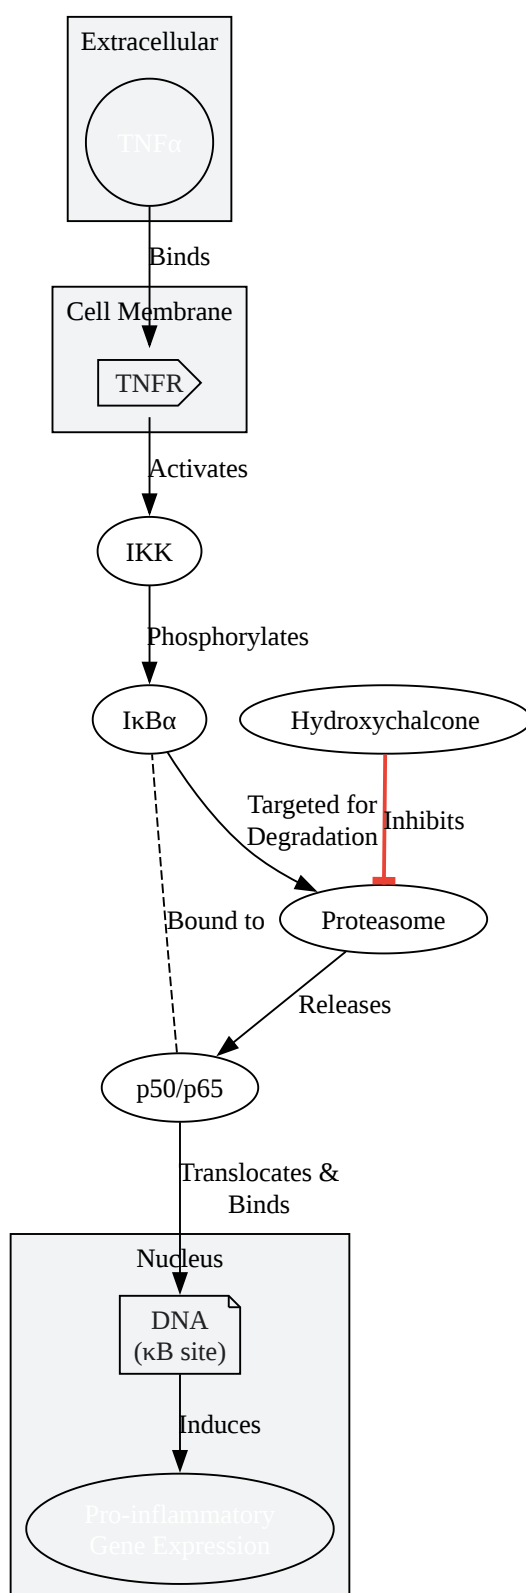 Extracellular
TNFα
Binds
Cell Membrane
TNFR
Activates
IKK
Phosphorylates
IκBα
Hydroxychalcone
Targeted for
Degradation
Inhibits
Bound to
Proteasome
Releases
p50/p65
Translocates &
Binds
Nucleus
DNA
(κB site)
Induces
Pro-inflammatory
Gene Expression